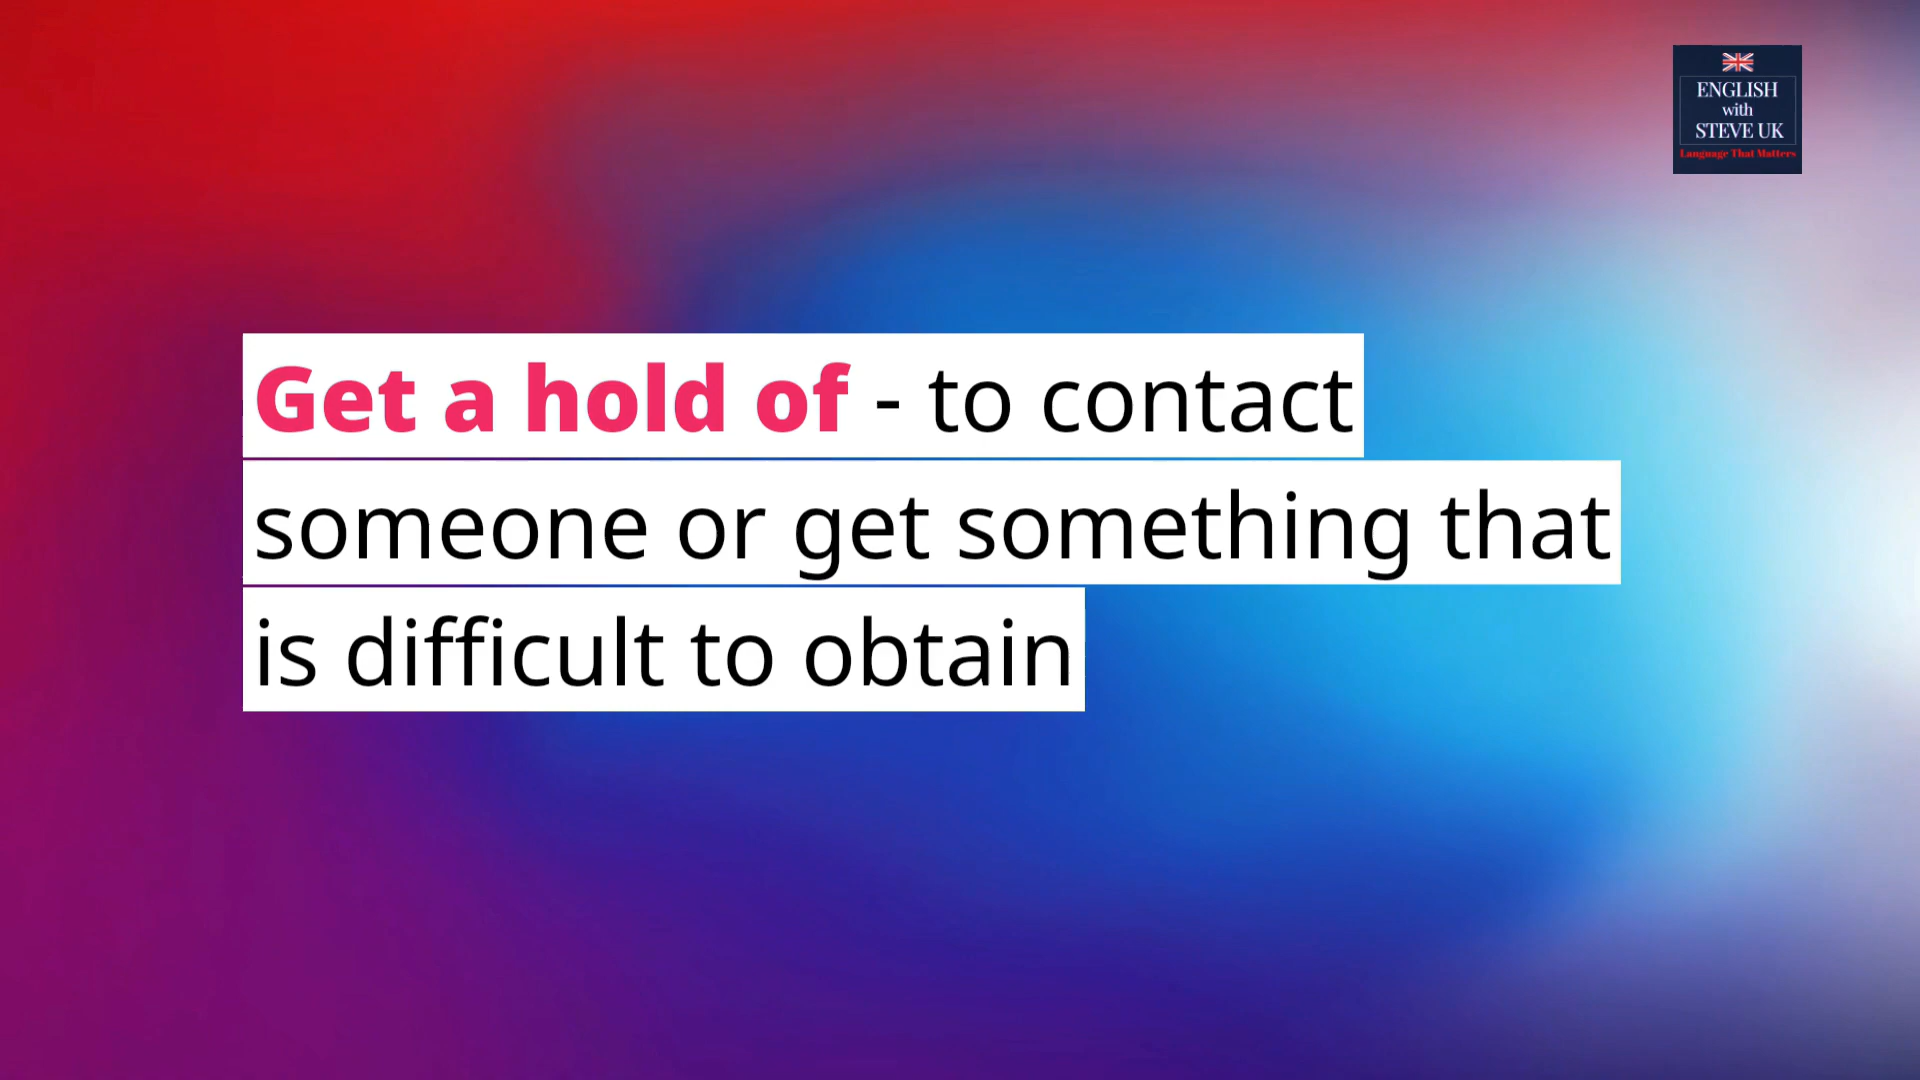 ENGLISH
with
STEVE UK
Language That Matters
Get a hold of - to contact
someone or get something that
is difficult to obtain